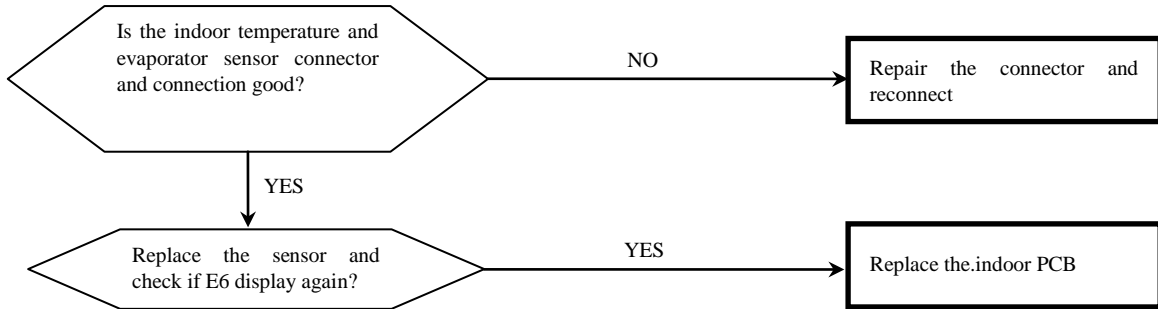 Is the indoor temperature and
evaporator sensor connector
and connection good?
NO
Repair the connector and
reconnect
YES
Replace the sensor and
check if E6 display again?
YES
Replace the.indoor PCB